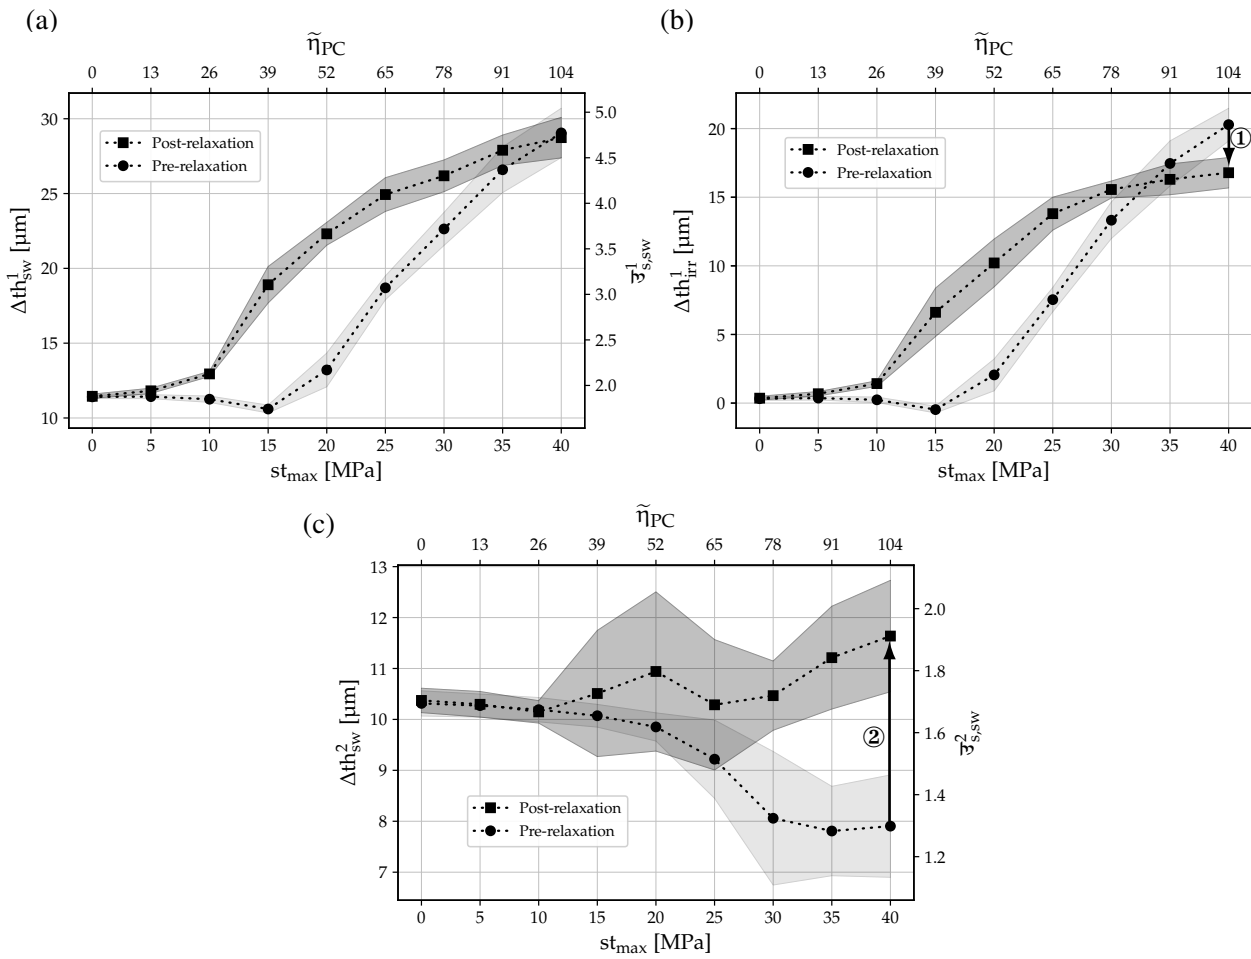 (a)
η̃PC
0 13 26 39 52 65 78 91 104
30
25
20
15
10
Δth¹sw [µm]
Post-relaxation
Pre-relaxation
5.0
4.5
4.0
3.5
3.0
2.5
2.0
𝕾¹s,sw
0 5 10 15 20 25 30 35 40
stmax [MPa]
(b)
η̃PC
0 13 26 39 52 65 78 91 104
20
15
10
5
0
Δth¹irr [µm]
Post-relaxation
Pre-relaxation
①
0 5 10 15 20 25 30 35 40
stmax [MPa]
(c)
η̃PC
0 13 26 39 52 65 78 91 104
13
12
11
10
9
8
7
Δth²sw [µm]
②
Post-relaxation
Pre-relaxation
2.0
1.8
1.6
1.4
1.2
0 5 10 15 20 25 30 35 40
stmax [MPa]